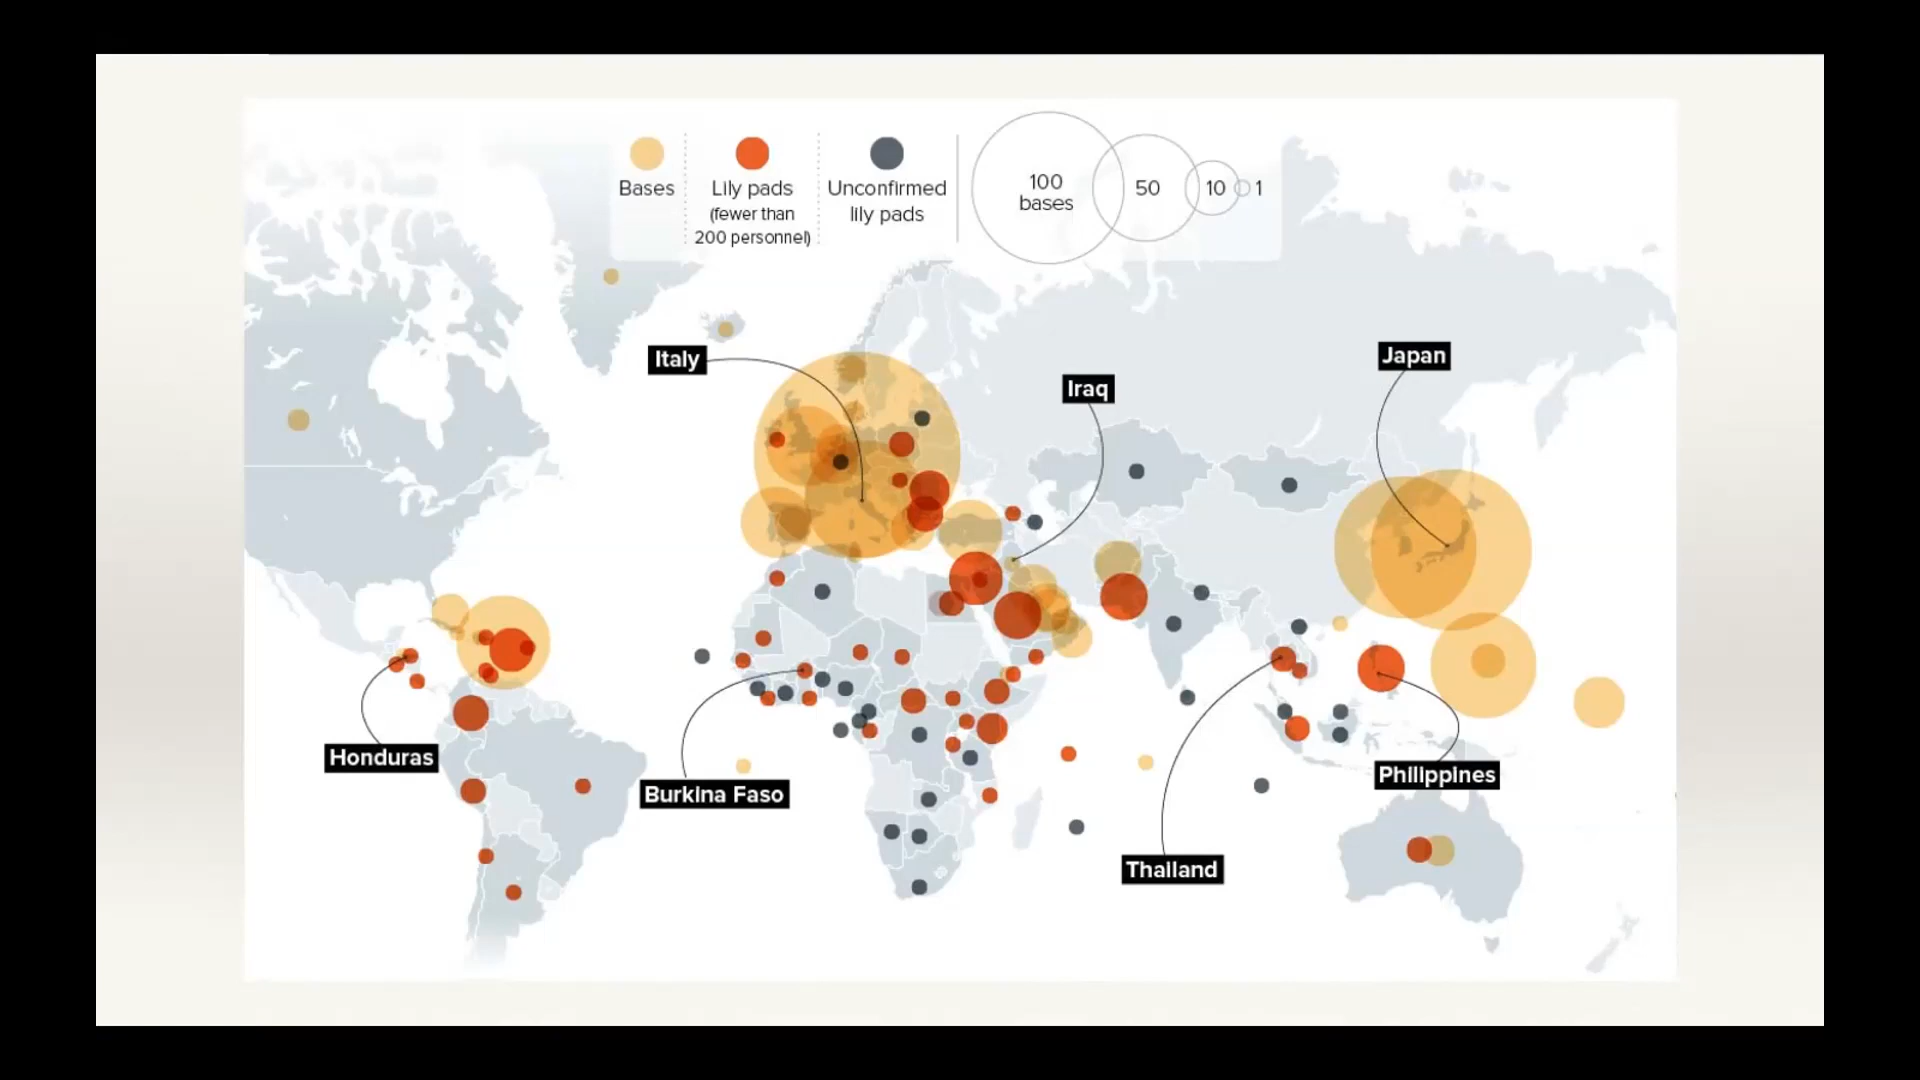 Bases
Lily pads
(fewer than
200 personnel)
Unconfirmed
lily pads
100
bases
50
10
1
Italy
Iraq
Japan
Honduras
Burkina Faso
Thailand
Philippines